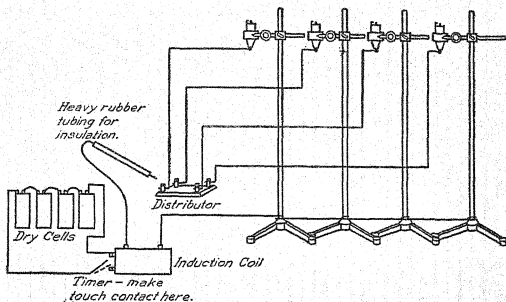 Heavy rubber
tubing for
insulation.
Distributor
Dry Cells
Induction Coil
Timer - make
touch contact here.